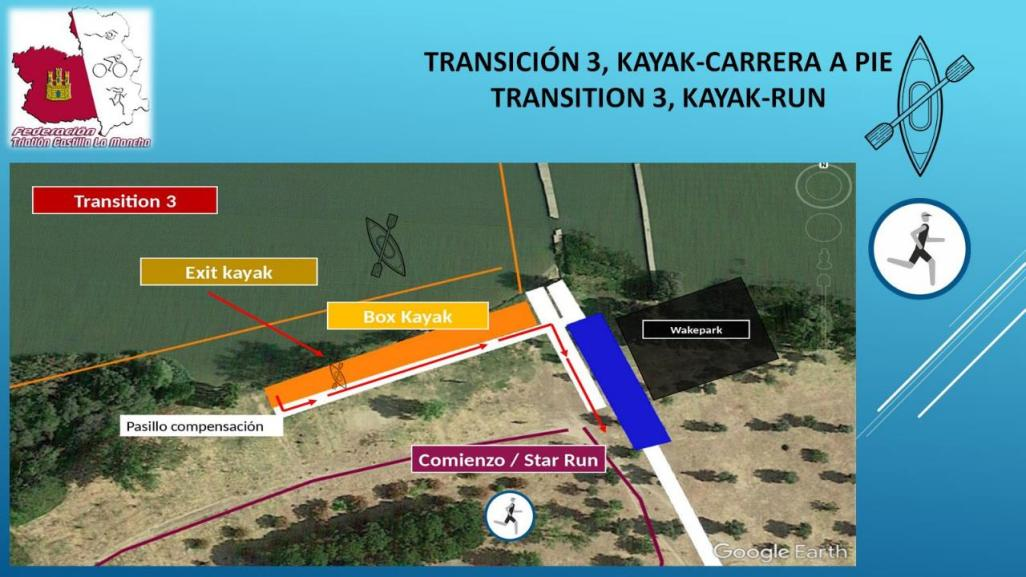 Federación
Triatlón Castilla La Mancha
TRANSICIÓN 3, KAYAK-CARRERA A PIE
TRANSITION 3, KAYAK-RUN
Transition 3
N
Exit kayak
Box Kayak
Wakepark
Pasillo compensación
Comienzo / Star Run
Google Earth